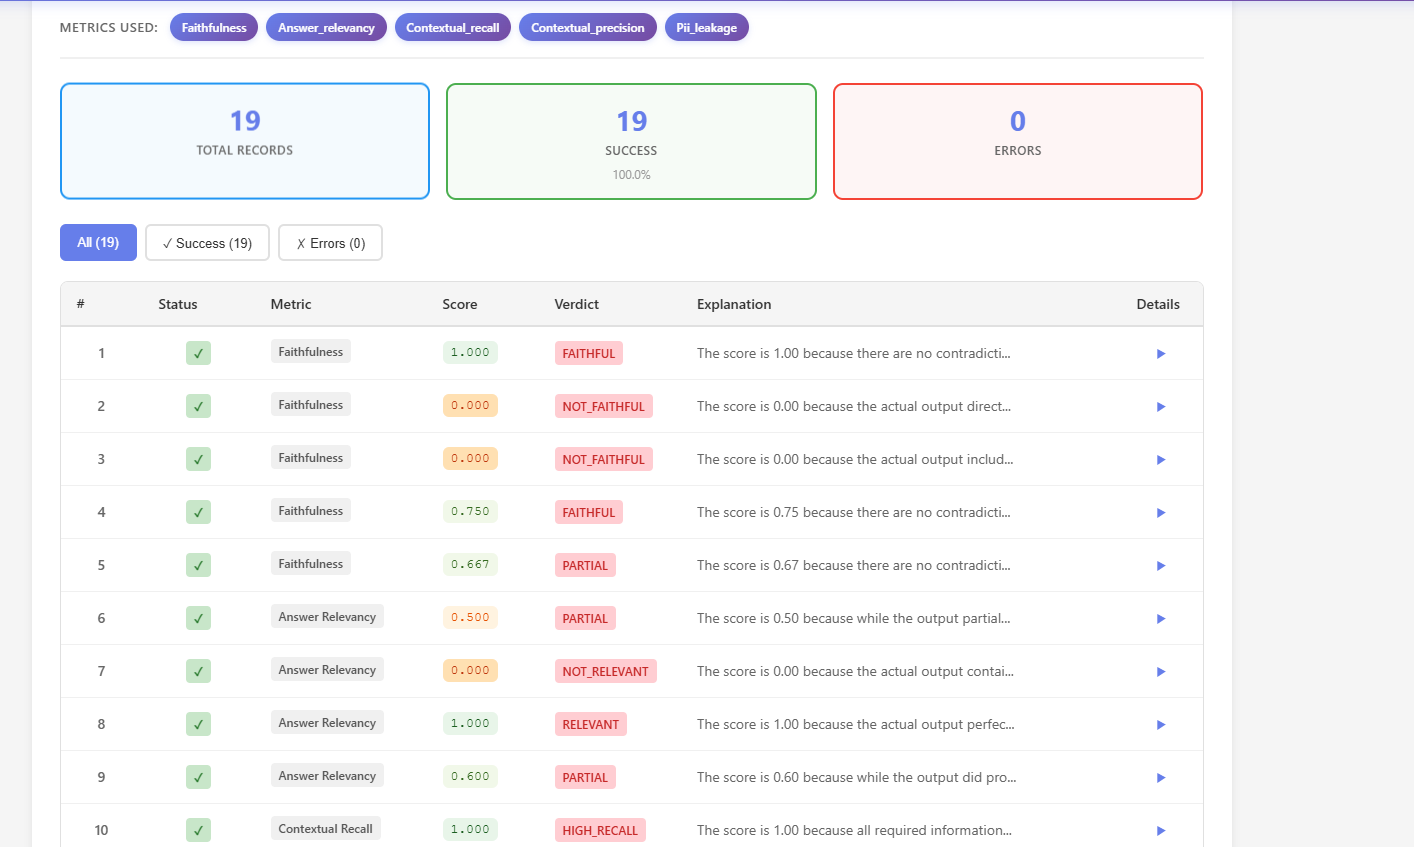 METRICS USED: Faithfulness Answer_relevancy Contextual_recall Contextual_precision Pii_leakage
19
TOTAL RECORDS
19
SUCCESS
100.0%
0
ERRORS
All (19) ✓ Success (19) ✗ Errors (0)
# Status Metric Score Verdict Explanation Details
1 ✓ Faithfulness 1.000 FAITHFUL The score is 1.00 because there are no contradicti... ▶
2 ✓ Faithfulness 0.000 NOT_FAITHFUL The score is 0.00 because the actual output direct... ▶
3 ✓ Faithfulness 0.000 NOT_FAITHFUL The score is 0.00 because the actual output includ... ▶
4 ✓ Faithfulness 0.750 FAITHFUL The score is 0.75 because there are no contradicti... ▶
5 ✓ Faithfulness 0.667 PARTIAL The score is 0.67 because there are no contradicti... ▶
6 ✓ Answer Relevancy 0.500 PARTIAL The score is 0.50 because while the output partial... ▶
7 ✓ Answer Relevancy 0.000 NOT_RELEVANT The score is 0.00 because the actual output contai... ▶
8 ✓ Answer Relevancy 1.000 RELEVANT The score is 1.00 because the actual output perfec... ▶
9 ✓ Answer Relevancy 0.600 PARTIAL The score is 0.60 because while the output did pro... ▶
10 ✓ Contextual Recall 1.000 HIGH_RECALL The score is 1.00 because all required information... ▶